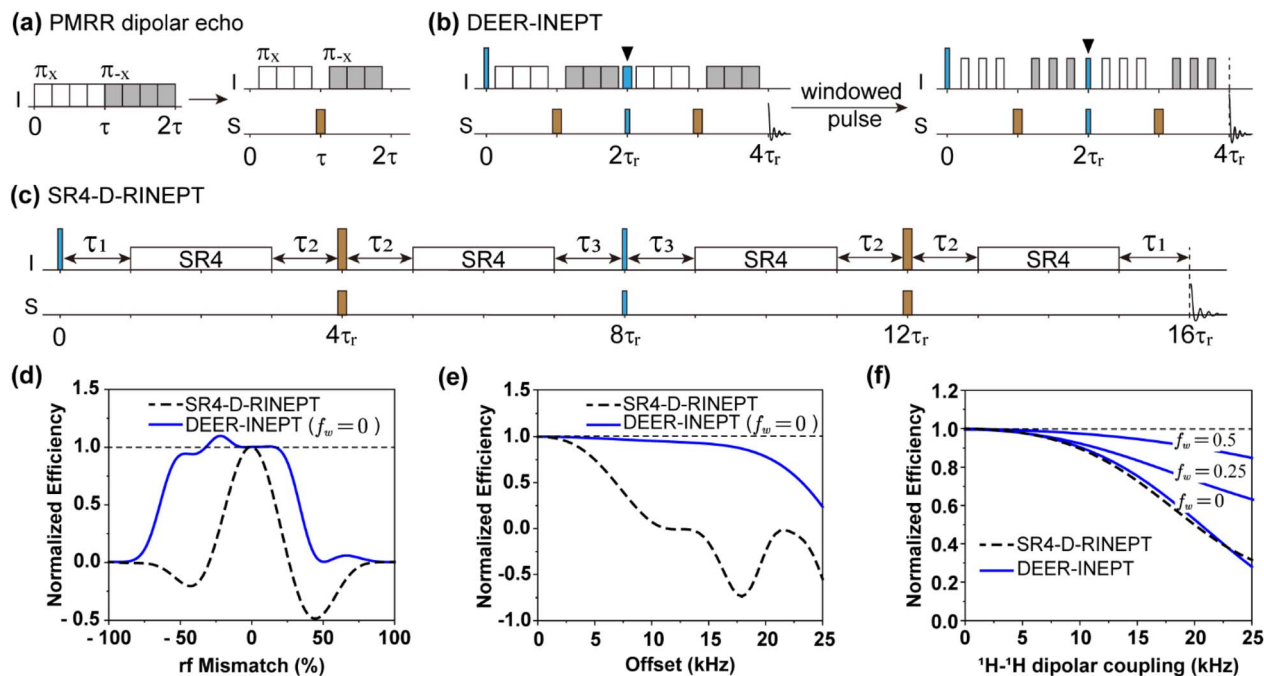 (a) PMRR dipolar echo
πx π-x
I
0 τ 2τ
πx π-x
I
S
0 τ 2τ
(b) DEER-INEPT
I
S
0 2τr 4τr
windowed
pulse
I
S
0 2τr 4τr
(c) SR4-D-RINEPT
τ1 τ2 τ2 τ3 τ3 τ2 τ2 τ1
I SR4 SR4 SR4 SR4
S
0 4τr 8τr 12τr 16τr
(d)
SR4-D-RINEPT
DEER-INEPT (fw = 0)
Normalized Efficiency
1.5
1.0
0.5
0.0
- 0.5
- 100 -50 0 50 100
rf Mismatch (%)
(e)
SR4-D-RINEPT
DEER-INEPT (fw = 0)
Normalized Efficiency
1.5
1.0
0.5
0.0
-0.5
-1.0
0 5 10 15 20 25
Offset (kHz)
(f)
fw = 0.5
fw = 0.25
fw = 0
SR4-D-RINEPT
DEER-INEPT
Normalized Efficiency
1.2
1.0
0.8
0.6
0.4
0.2
0.0
0 5 10 15 20 25
¹H-¹H dipolar coupling (kHz)